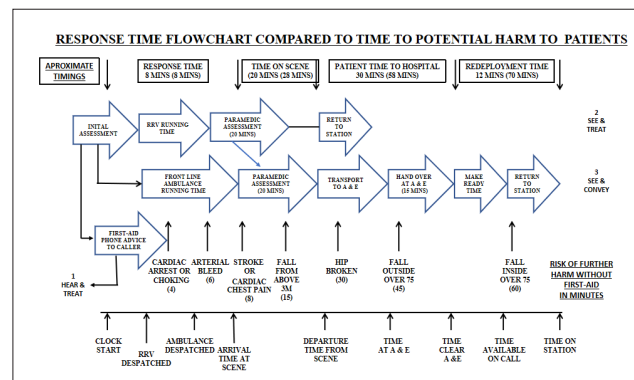 RESPONSE TIME FLOWCHART COMPARED TO TIME TO POTENTIAL HARM TO PATIENTS
APROXIMATE
TIMINGS
RESPONSE TIME
8 MINS (8 MINS)
TIME ON SCENE
(20 MINS (28 MINS)
PATIENT TIME TO HOSPITAL
30 MINS (58 MINS)
REDEPLOYMENT TIME
12 MINS (70 MINS)
INITAL
ASSESSMENT
RRV RUNNING
TIME
PARAMEDIC
ASSESSMENT
(20 MINS)
RETURN
TO
STATION
2
SEE &
TREAT
FRONT LINE
AMBULANCE
RUNNING TIME
PARAMEDIC
ASSESSMENT
(20 MINS)
TRANSPORT
TO A & E
HAND OVER
AT A & E
(15 MINS)
MAKE
READY
TIME
RETURN
TO
STATION
3
SEE &
CONVEY
FIRST-AID
PHONE ADVICE
TO CALLER
1
HEAR &
TREAT
CARDIAC
ARREST OR
CHOKING
(4)
ARTERIAL
BLEED
(6)
STROKE
OR
CARDIAC
CHEST PAIN
(8)
FALL
FROM ABOVE
3M
(15)
HIP
BROKEN
(30)
FALL
OUTSIDE
OVER 75
(45)
FALL
INSIDE
OVER 75
(60)
RISK OF FURTHER
HARM WITHOUT
FIRST-AID
IN MINUTES
CLOCK
START
RRV
DESPATCHED
AMBULANCE
DESPATCHED
ARRIVAL
TIME AT
SCENE
DEPARTURE
TIME FROM
SCENE
TIME
AT A & E
TIME
CLEAR
A &E
TIME
AVAILABLE
ON CALL
TIME ON
STATION